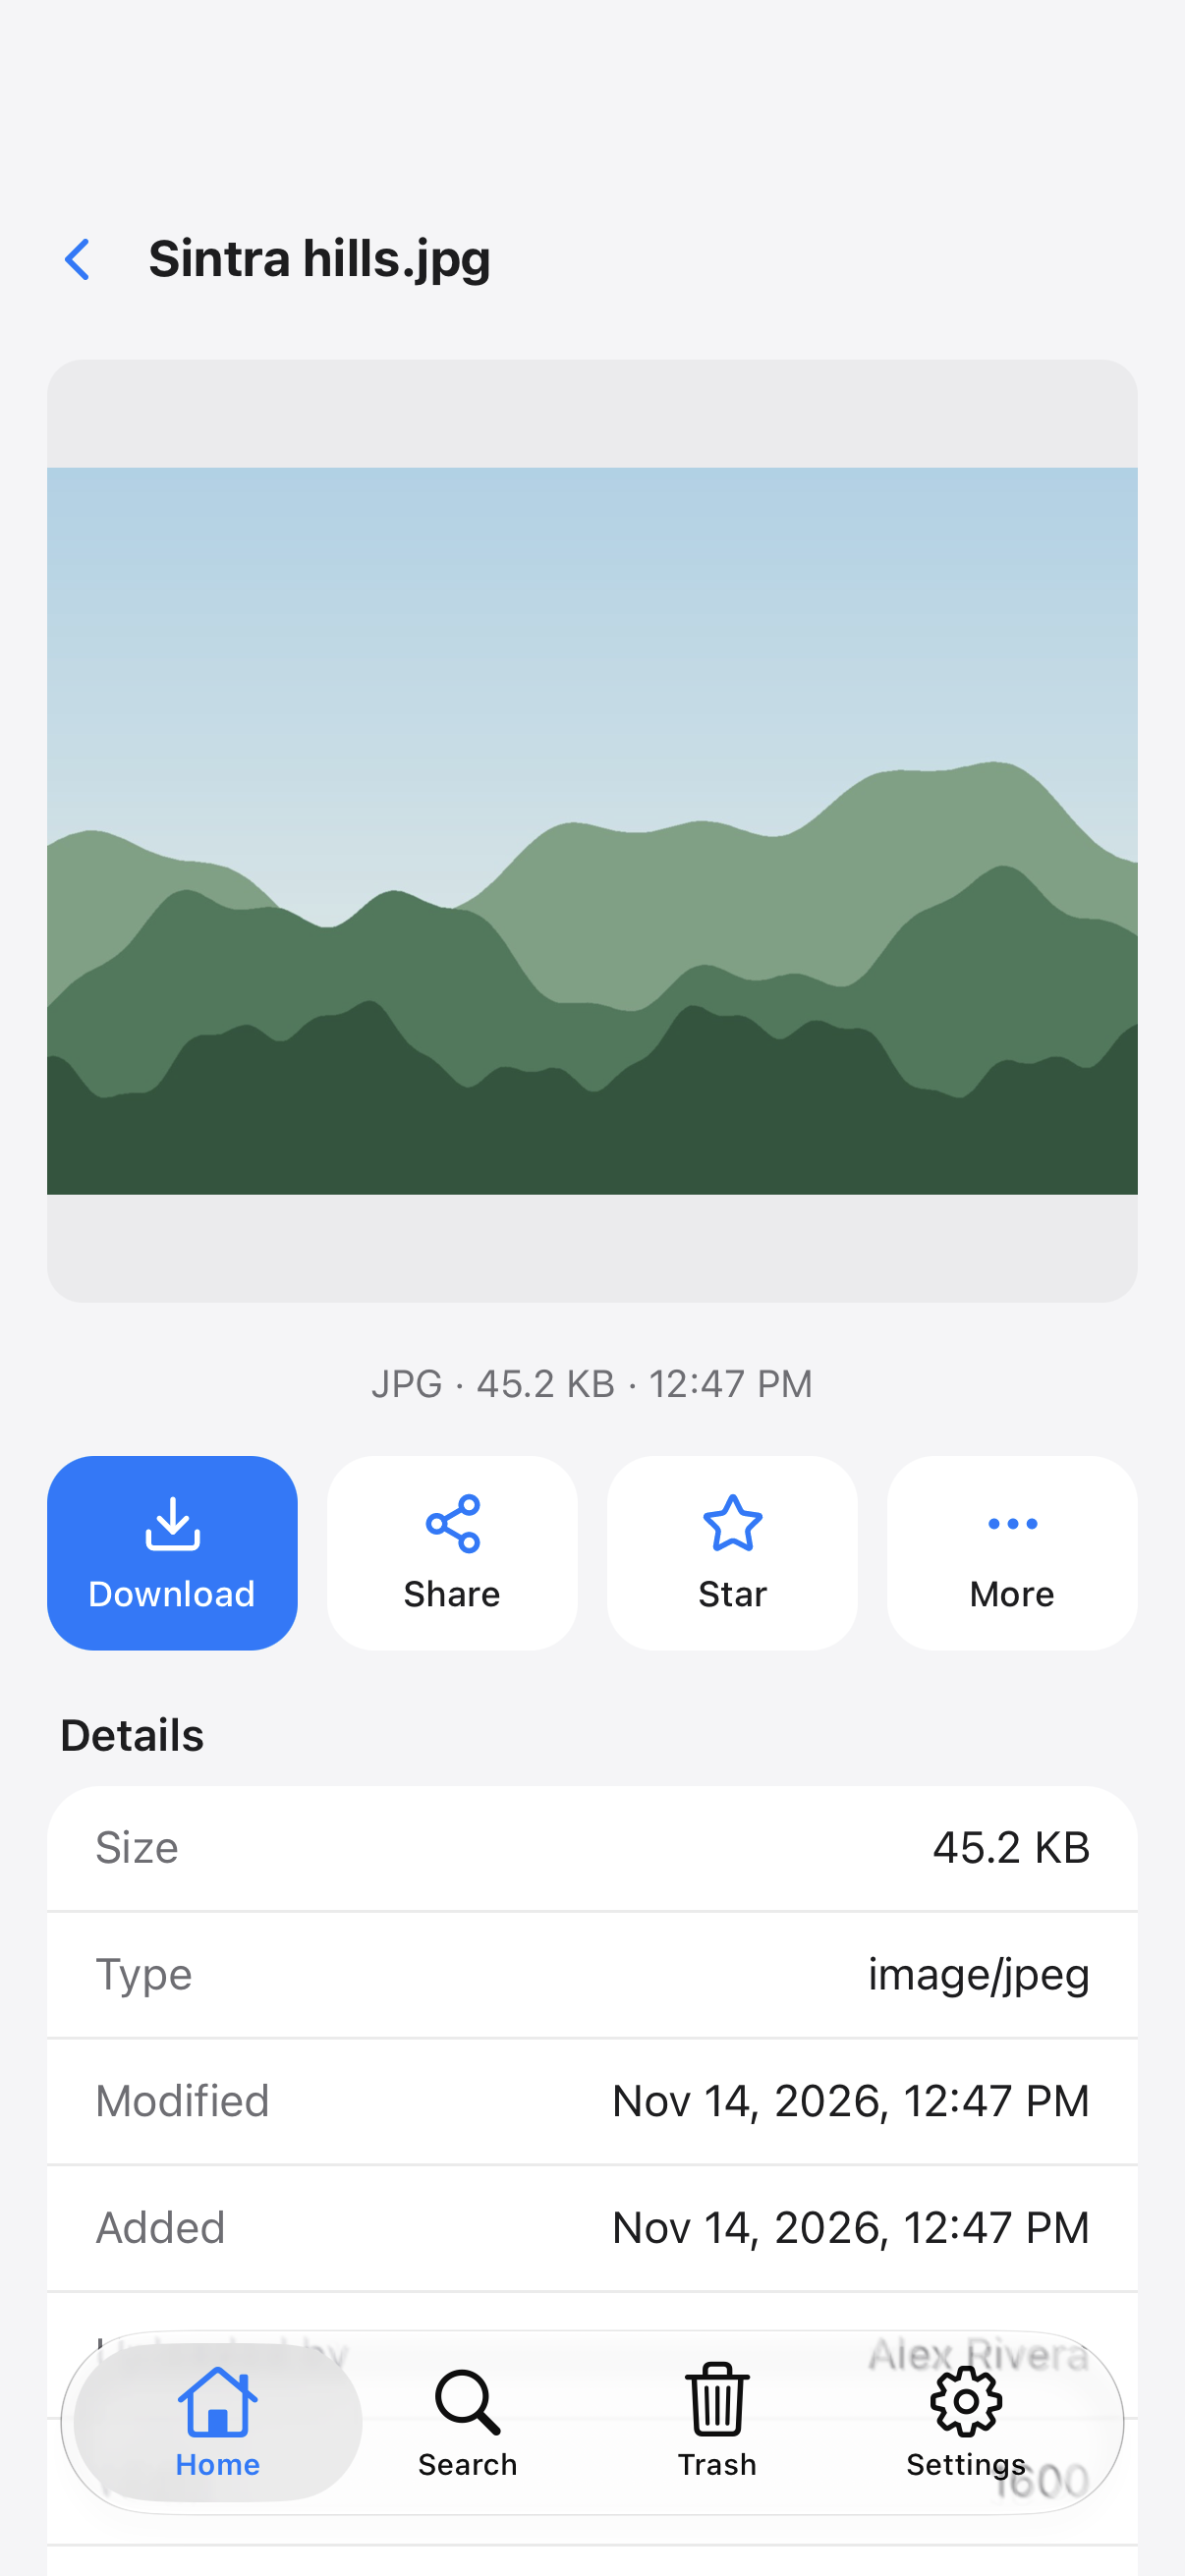 Sintra hills.jpg
JPG · 45.2 KB · 12:47 PM
Download
Share
Star
More
Details
Size 45.2 KB
Type image/jpeg
Modified Nov 14, 2026, 12:47 PM
Added Nov 14, 2026, 12:47 PM
Alex Rivera
1600
Home
Search
Trash
Settings